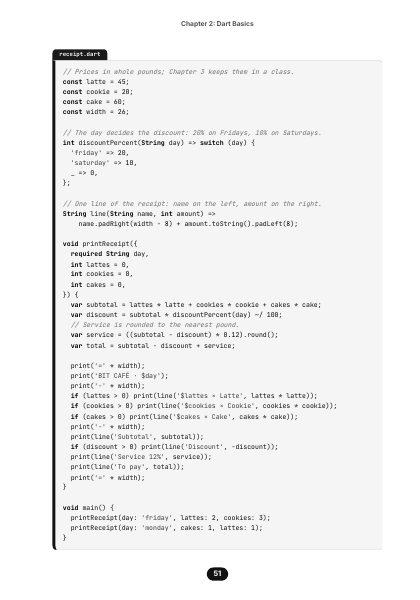 Chapter 2: Dart Basics
receipt.dart
// Prices in whole pounds; Chapter 3 keeps them in a class.
const latte = 45;
const cookie = 20;
const cake = 60;
const width = 26;

// The day decides the discount: 20% on Fridays, 10% on Saturdays.
int discountPercent(String day) => switch (day) {
  'friday' => 20,
  'saturday' => 10,
  _ => 0,
};

// One line of the receipt: name on the left, amount on the right.
String line(String name, int amount) =>
    name.padRight(width - 8) + amount.toString().padLeft(8);

void printReceipt({
  required String day,
  int lattes = 0,
  int cookies = 0,
  int cakes = 0,
}) {
  var subtotal = lattes * latte + cookies * cookie + cakes * cake;
  var discount = subtotal * discountPercent(day) ~/ 100;
  // Service is rounded to the nearest pound.
  var service = ((subtotal - discount) * 0.12).round();
  var total = subtotal - discount + service;

  print('=' * width);
  print('BIT CAFÉ · $day');
  print('-' * width);
  if (lattes > 0) print(line('$lattes × Latte', lattes * latte));
  if (cookies > 0) print(line('$cookies × Cookie', cookies * cookie));
  if (cakes > 0) print(line('$cakes × Cake', cakes * cake));
  print('-' * width);
  print(line('Subtotal', subtotal));
  if (discount > 0) print(line('Discount', -discount));
  print(line('Service 12%', service));
  print(line('To pay', total));
  print('=' * width);
}

void main() {
  printReceipt(day: 'friday', lattes: 2, cookies: 3);
  printReceipt(day: 'monday', cakes: 1, lattes: 1);
}
51